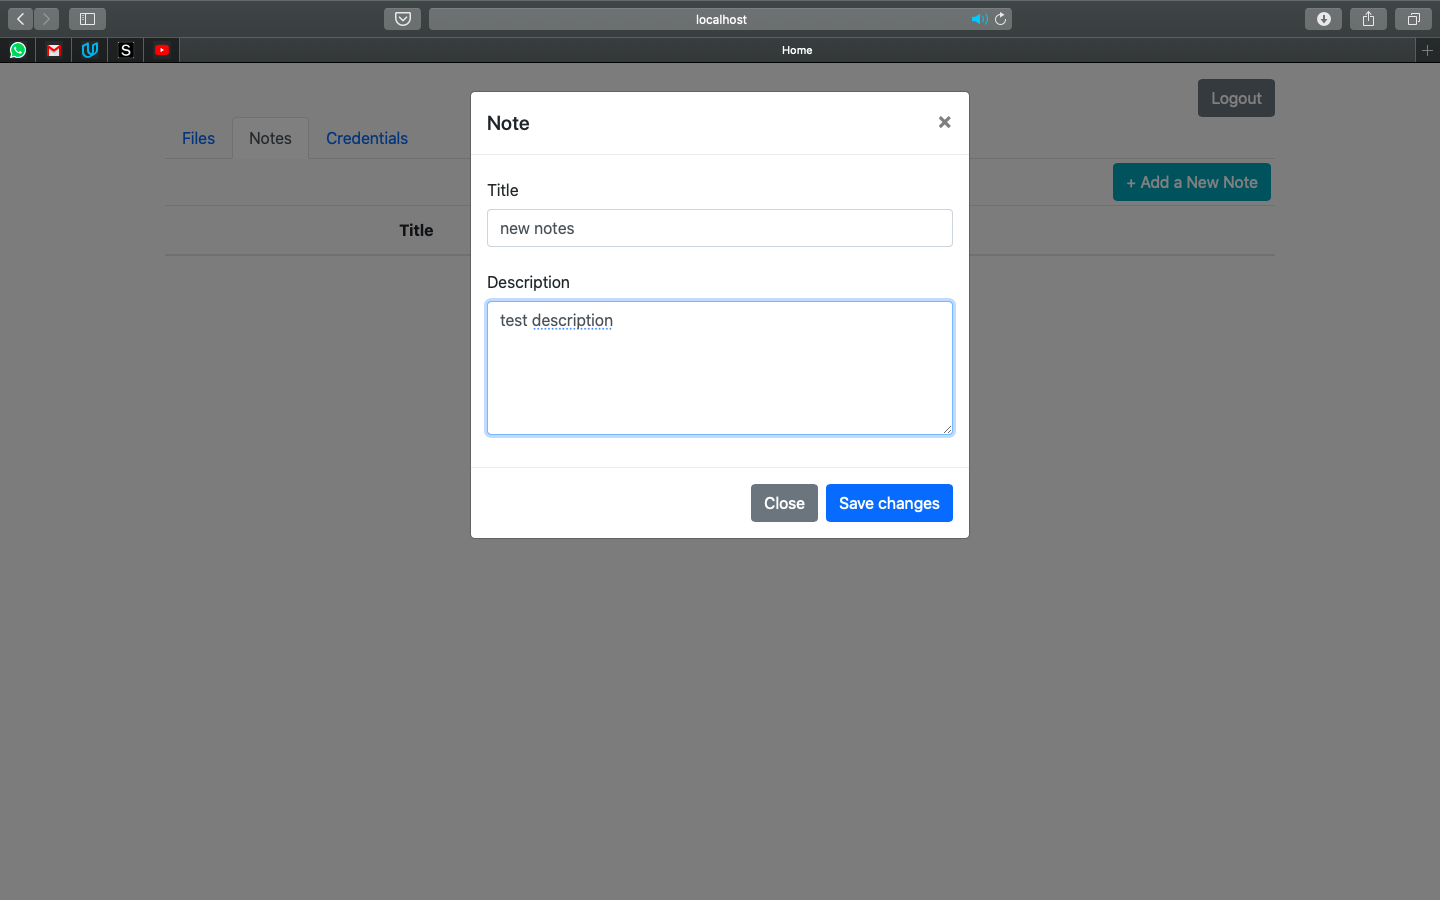 localhost
S
Home
Logout
Files Notes Credentials
+ Add a New Note
Title
Note
×
Title
new notes
Description
test description
Close Save changes